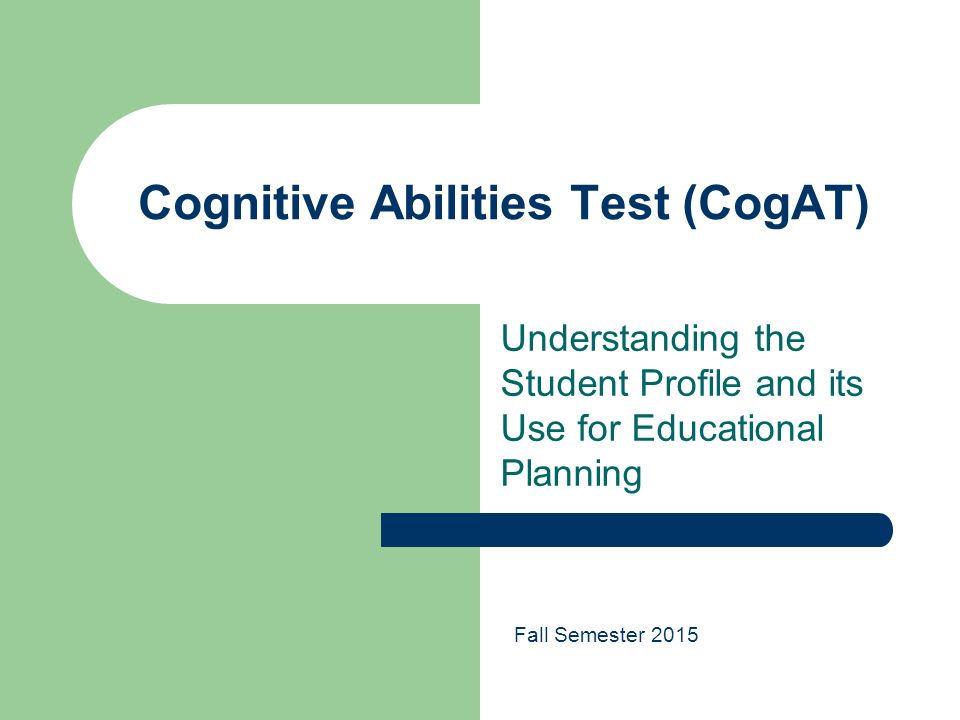 Cognitive Abilities Test (CogAT)
Understanding the
Student Profile and its
Use for Educational
Planning
Fall Semester 2015